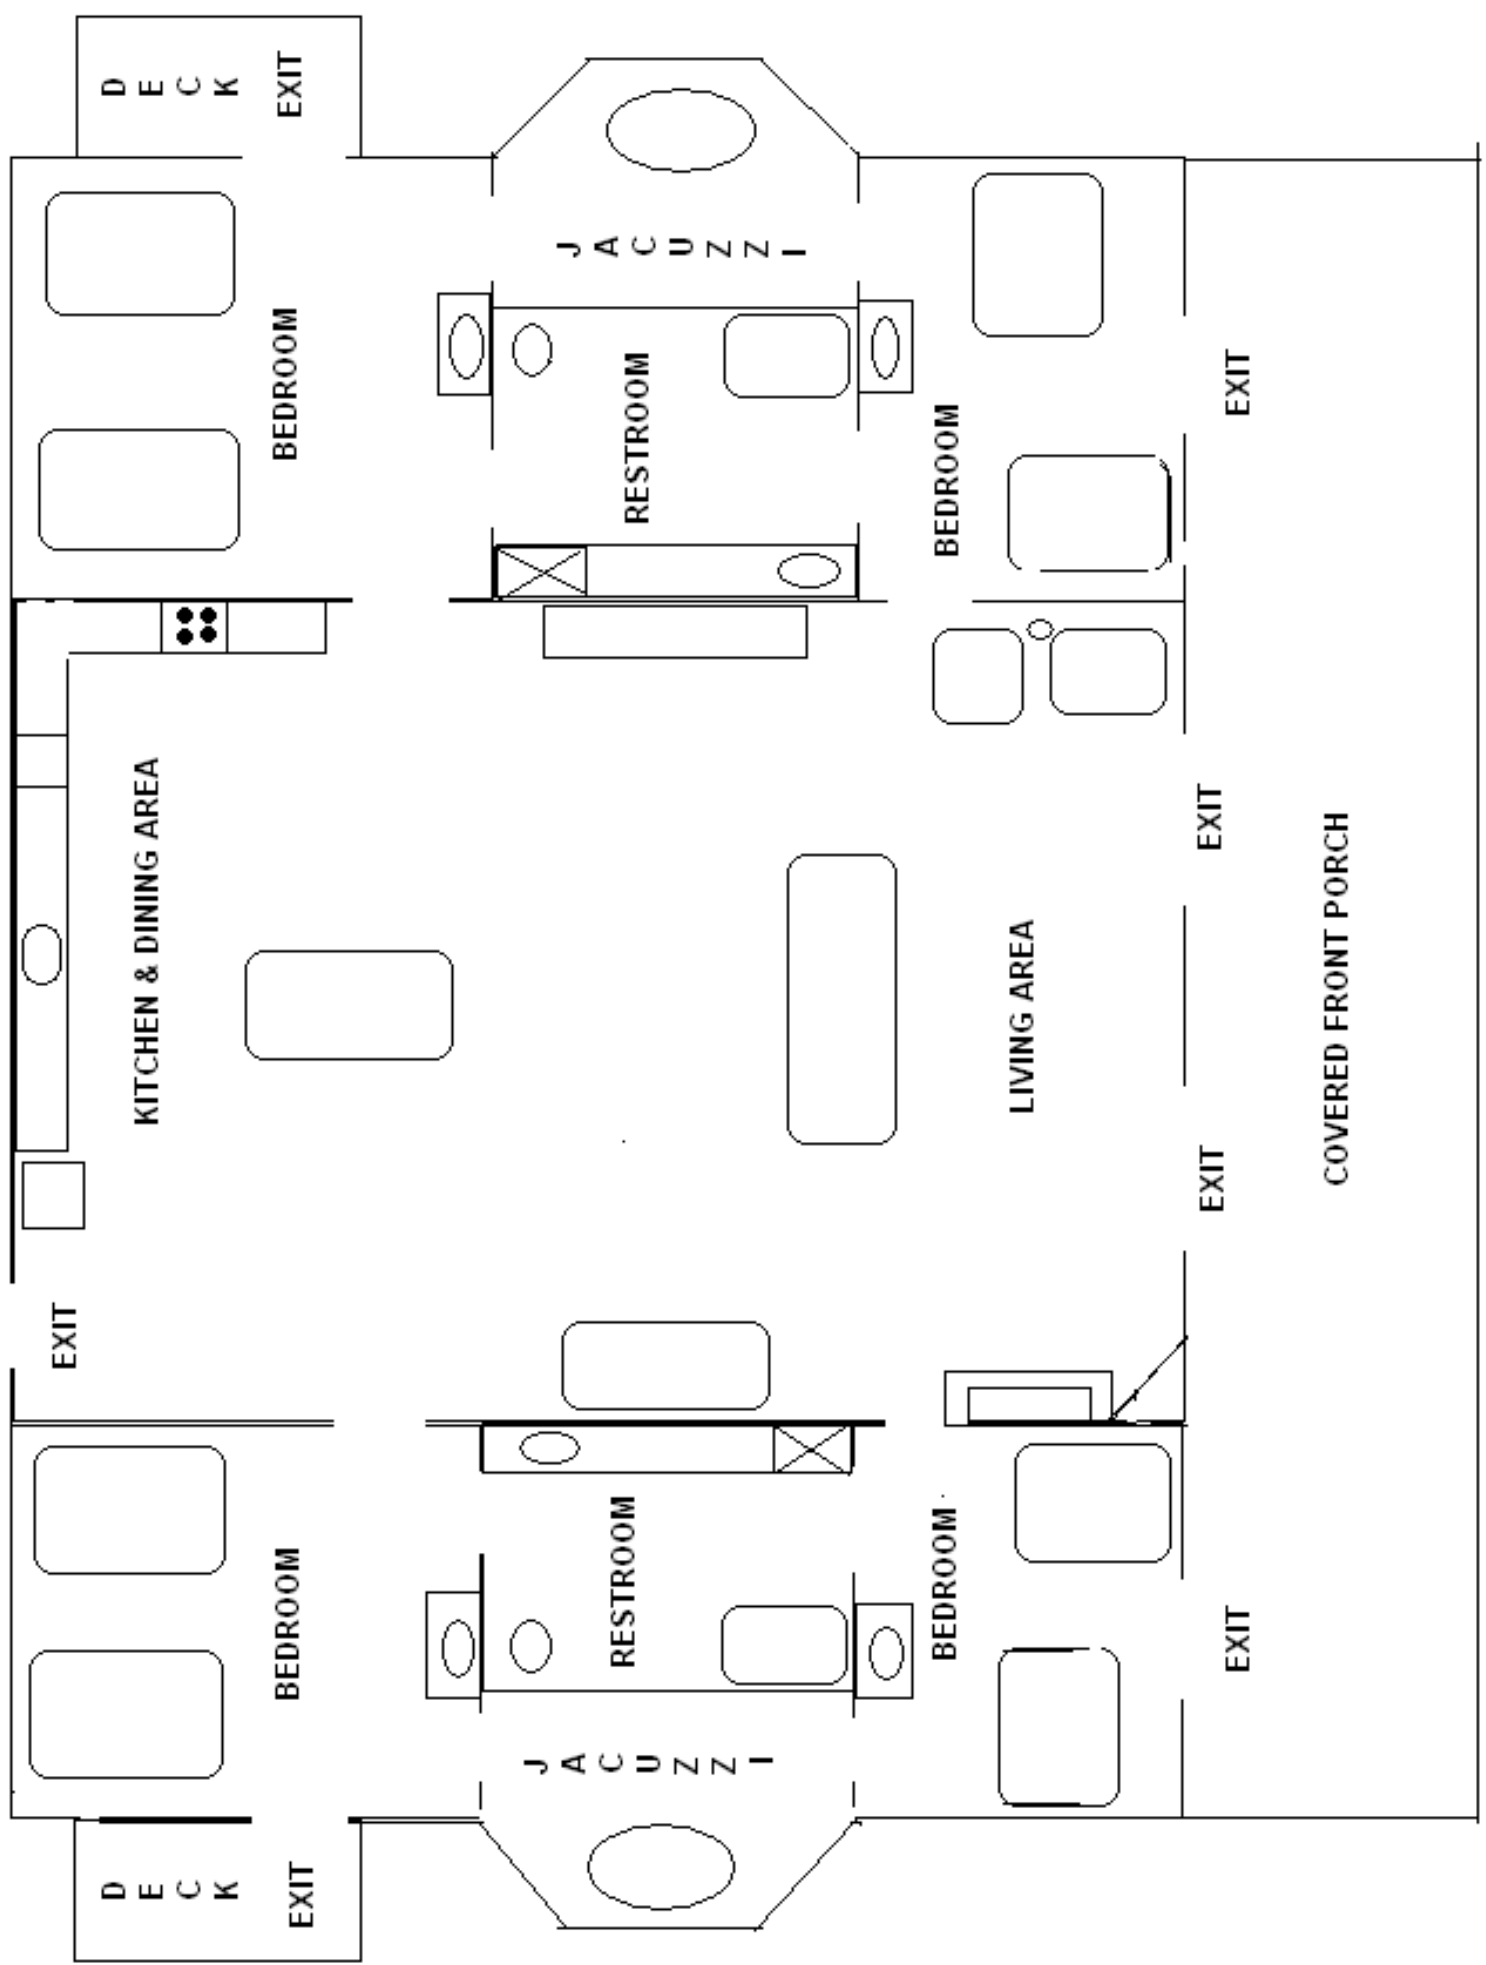 DECK
EXIT
JACUZZI
BEDROOM
RESTROOM
BEDROOM
EXIT
KITCHEN & DINING AREA
LIVING AREA
EXIT
COVERED FRONT PORCH
EXIT
EXIT
BEDROOM
RESTROOM
BEDROOM
EXIT
JACUZZI
DECK
EXIT